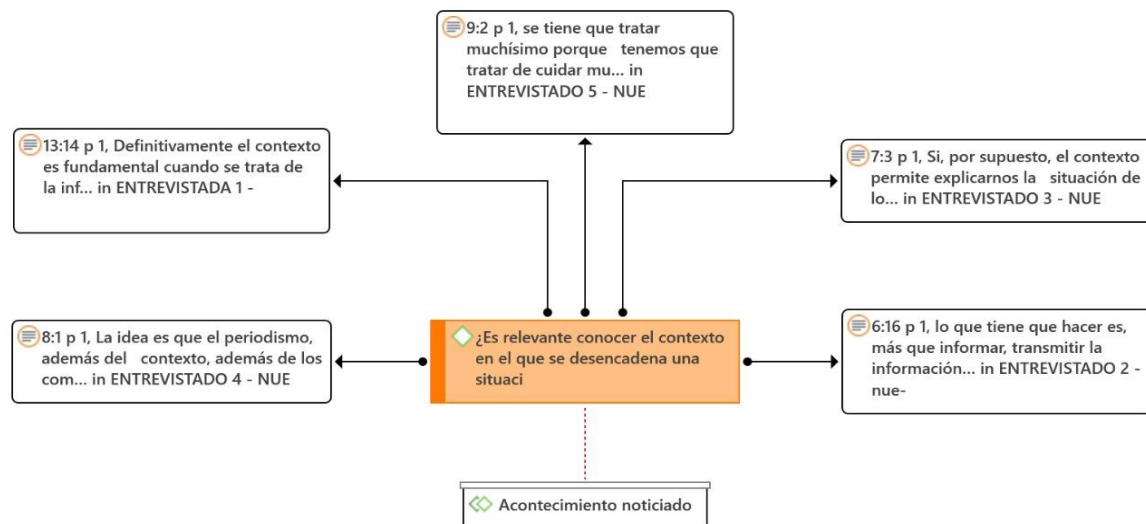 9:2 p 1, se tiene que tratar
muchísimo porque tenemos que
tratar de cuidar mu... in
ENTREVISTADO 5 - NUE
13:14 p 1, Definitivamente el contexto
es fundamental cuando se trata de
la inf... in ENTREVISTADA 1 -
7:3 p 1, Si, por supuesto, el contexto
permite explicarnos la situación de
lo... in ENTREVISTADO 3 - NUE
8:1 p 1, La idea es que el periodismo,
además del contexto, además de los
com... in ENTREVISTADO 4 - NUE
¿Es relevante conocer el contexto
en el que se desencadena una
situaci
6:16 p 1, lo que tiene que hacer es,
más que informar, transmitir la
información... in ENTREVISTADO 2 -
nue-
Acontecimiento noticiado